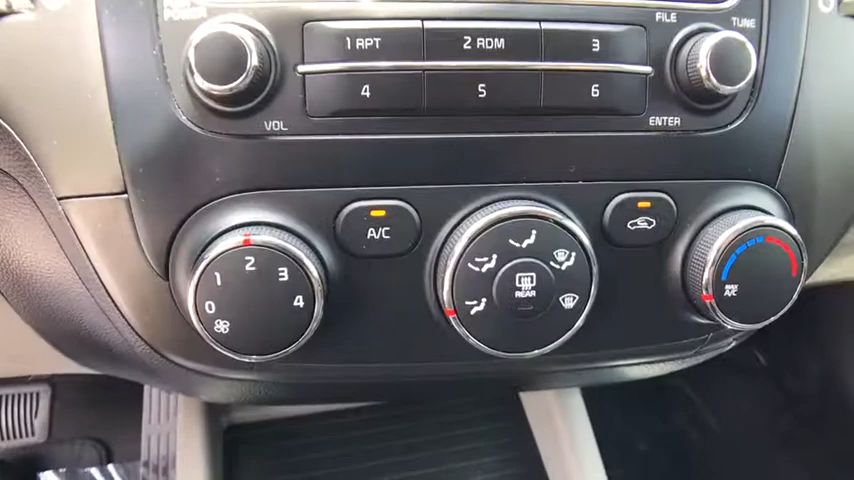 POWER
FILE
TUNE
1 RPT
2 RDM
3
4
5
6
VOL
ENTER
A/C
0 1 2 3 4
REAR
MAX
A/C